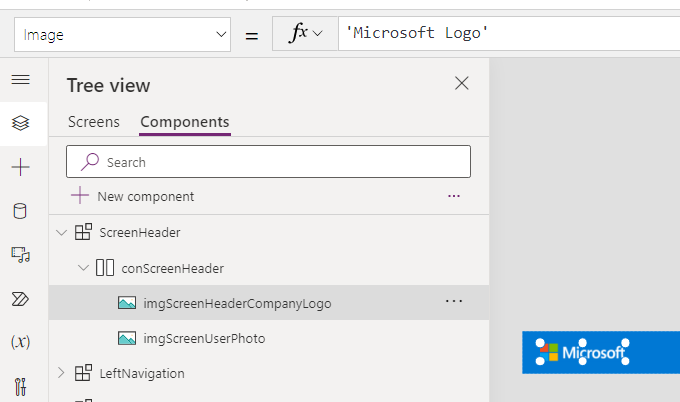 Image = fx 'Microsoft Logo'
Tree view
Screens Components
Search
New component ...
ScreenHeader
conScreenHeader
imgScreenHeaderCompanyLogo ...
imgScreenUserPhoto
(x)
Microsoft
LeftNavigation